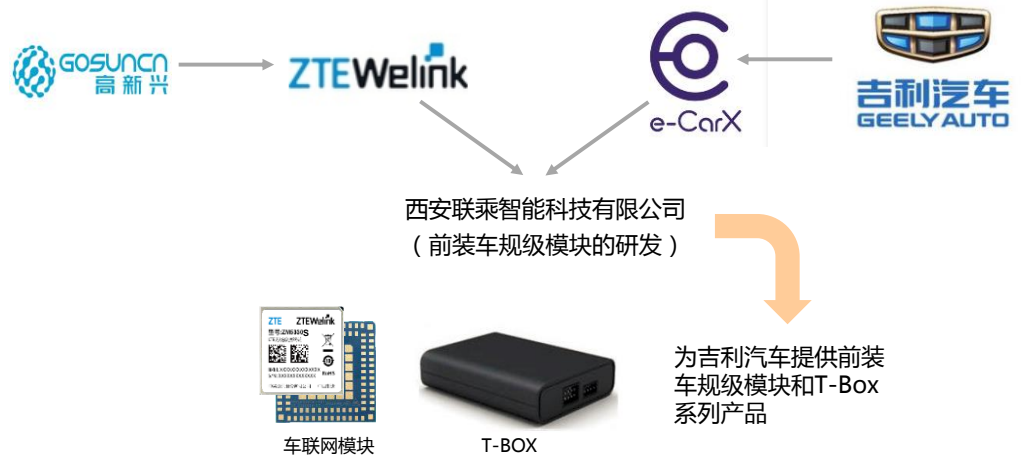 GOSUNCN
高新兴
ZTEWelink
e-CarX
吉利汽车
GEELY AUTO
西安联乘智能科技有限公司
（前装车规级模块的研发）
ZTE ZTEWelink
为吉利汽车提供前装
车规级模块和T-Box
系列产品
车联网模块
T-BOX